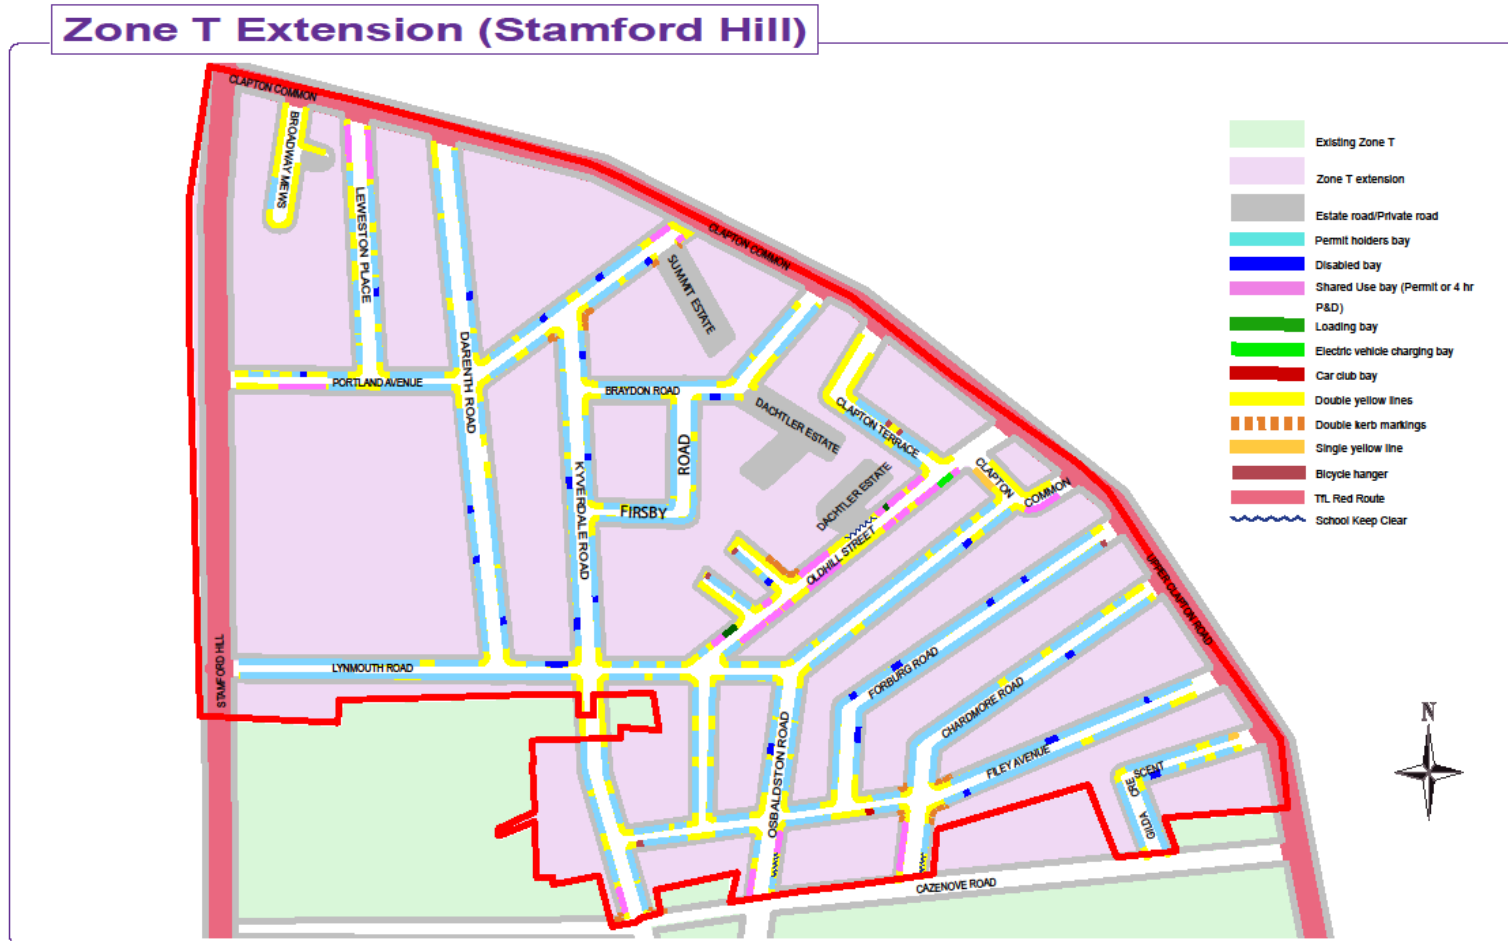 Zone T Extension (Stamford Hill)
CLAPTON COMMON
BROADWAY MEWS
LEWESTON PLACE
CLAPTON COMMON
SUMMIT ESTATE
DARENTH ROAD
PORTLAND AVENUE
BRAYDON ROAD
DACHTLER ESTATE
CLAPTON TERRACE
ROAD
KYVERDALE ROAD
FIRSBY
DACHTLER ESTATE
CLAPTON
COMMON
OLDHILL STREET
UPPER CLAPTON ROAD
STAMFORD HILL
LYNMOUTH ROAD
FORBURG ROAD
CHARDMORE ROAD
OSBALDSTON ROAD
FILEY AVENUE
GILDA
CRE
SCENT
CAZENOVE ROAD
Existing Zone T
Zone T extension
Estate road/Private road
Permit holders bay
Disabled bay
Shared Use bay (Permit or 4 hr
P&D)
Loading bay
Electric vehicle charging bay
Car club bay
Double yellow lines
Double kerb markings
Single yellow line
Bicycle hanger
TfL Red Route
School Keep Clear
N